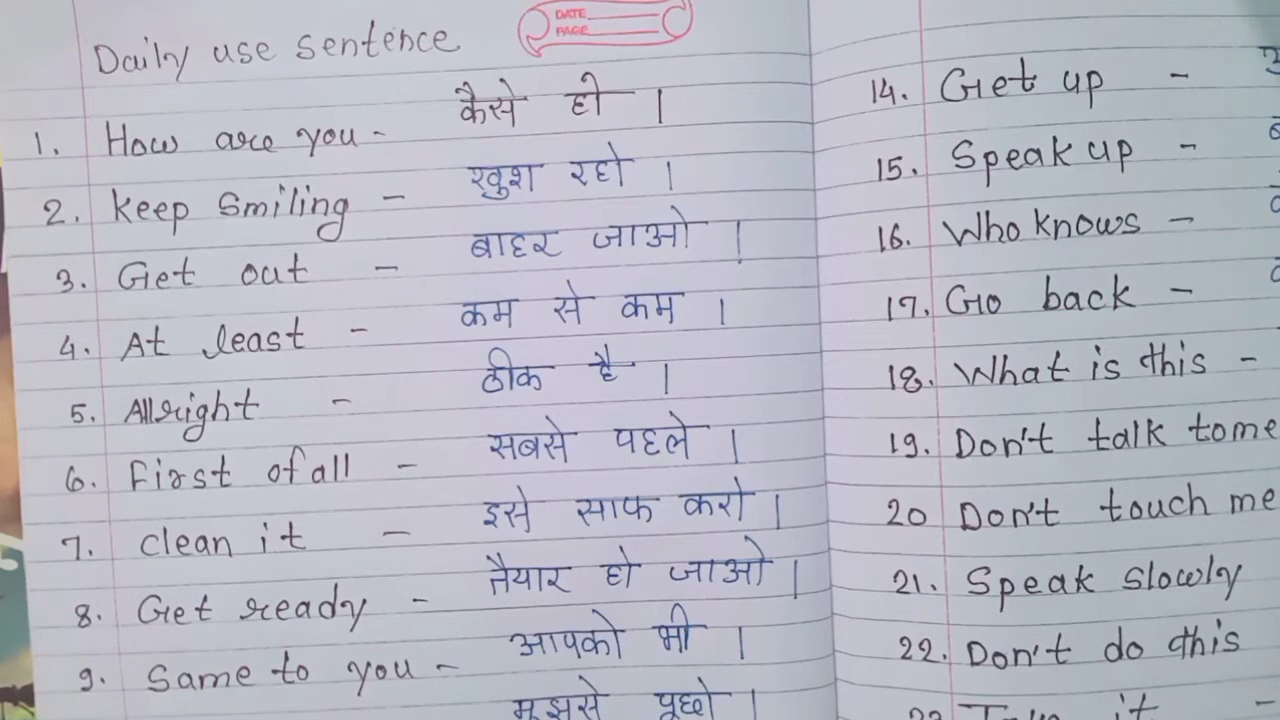 Daily use sentence
DATE
PAGE
1. How are you - कैसे हो ।
2. Keep Smiling - खुश रहो ।
3. Get out - बाहर जाओ ।
4. At least - कम से कम ।
5. Allright - ठीक है ।
6. First of all - सबसे पहले ।
7. clean it - इसे साफ करो ।
8. Get ready - तैयार हो जाओ ।
9. Same to you - आपको भी ।
मुझसे पूछो ।
14. Get up -
15. Speak up -
16. Who knows -
17. Go back -
18. What is this -
19. Don't talk to me
20 Don't touch me
21. Speak Slowly
22. Don't do this
23 it -